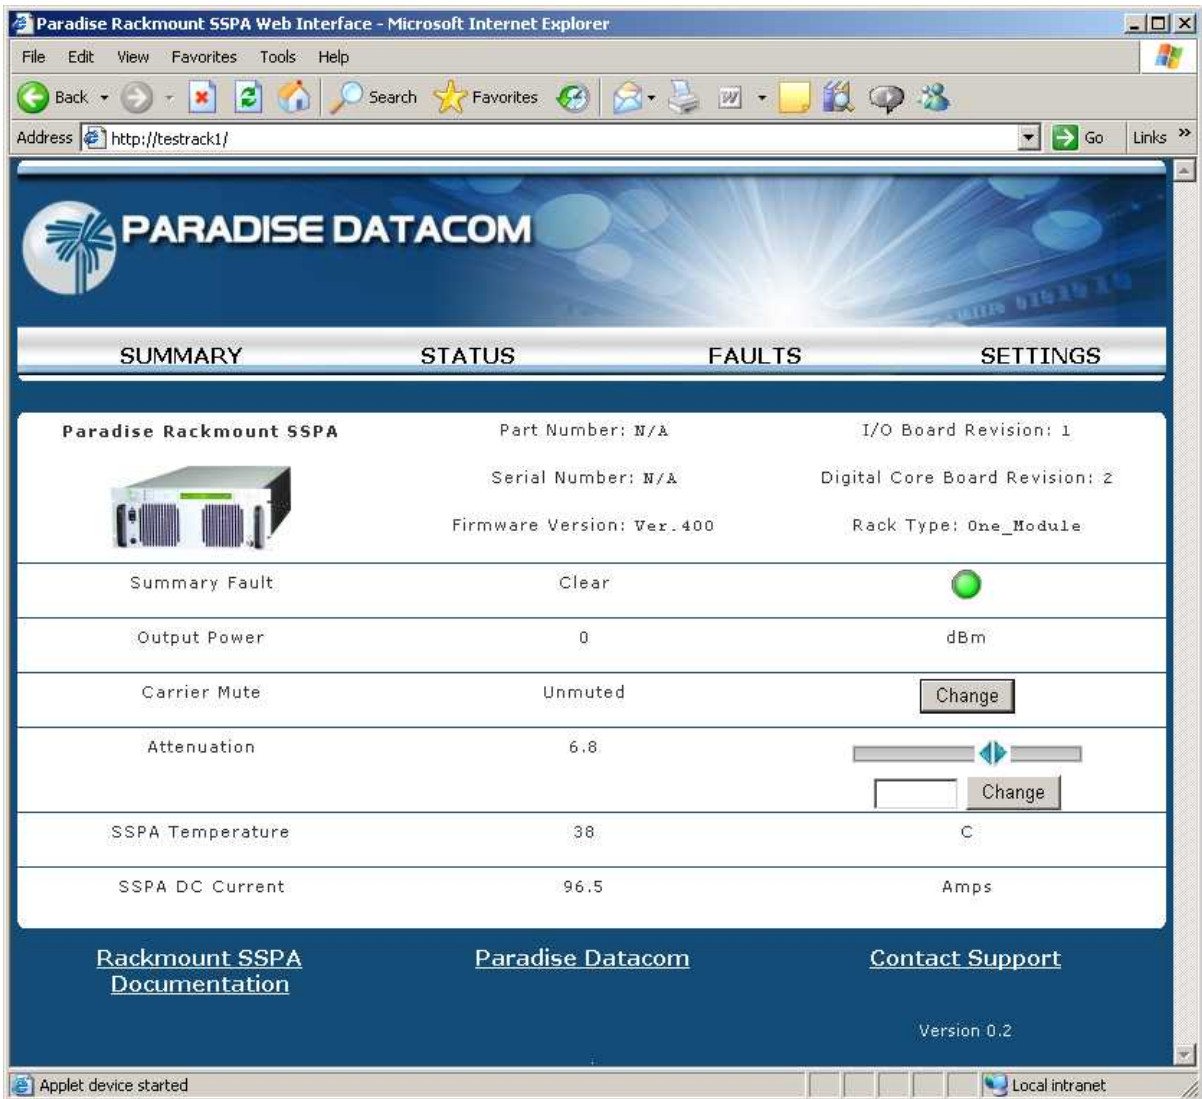 Paradise Rackmount SSPA Web Interface - Microsoft Internet Explorer
File Edit View Favorites Tools Help
Back Search Favorites
Address http://testrack1/ Go Links »
PARADISE DATACOM
SUMMARY STATUS FAULTS SETTINGS
Paradise Rackmount SSPA Part Number: N/A I/O Board Revision: 1
Serial Number: N/A Digital Core Board Revision: 2
Firmware Version: Ver.400 Rack Type: One_Module
Summary Fault Clear
Output Power 0 dBm
Carrier Mute Unmuted Change
Attenuation 6.8
Change
SSPA Temperature 38 C
SSPA DC Current 96.5 Amps
Rackmount SSPA Paradise Datacom Contact Support
Documentation
Version 0.2
Applet device started Local intranet